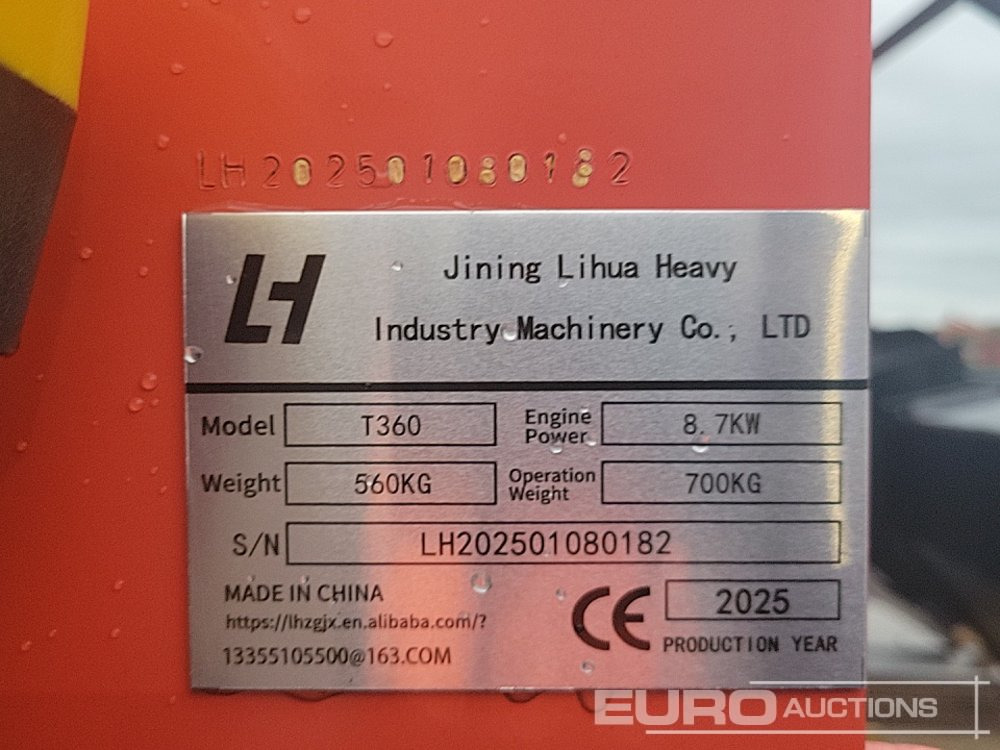 LH202501080182
LH
Jining Lihua Heavy
Industry Machinery Co., LTD
Model T360 Engine Power 8.7KW
Weight 560KG Operation Weight 700KG
S/N LH202501080182
MADE IN CHINA
https://lhzgjx.en.alibaba.com/?
13355105500@163.COM
CE 2025
PRODUCTION YEAR
EURO AUCTIONS